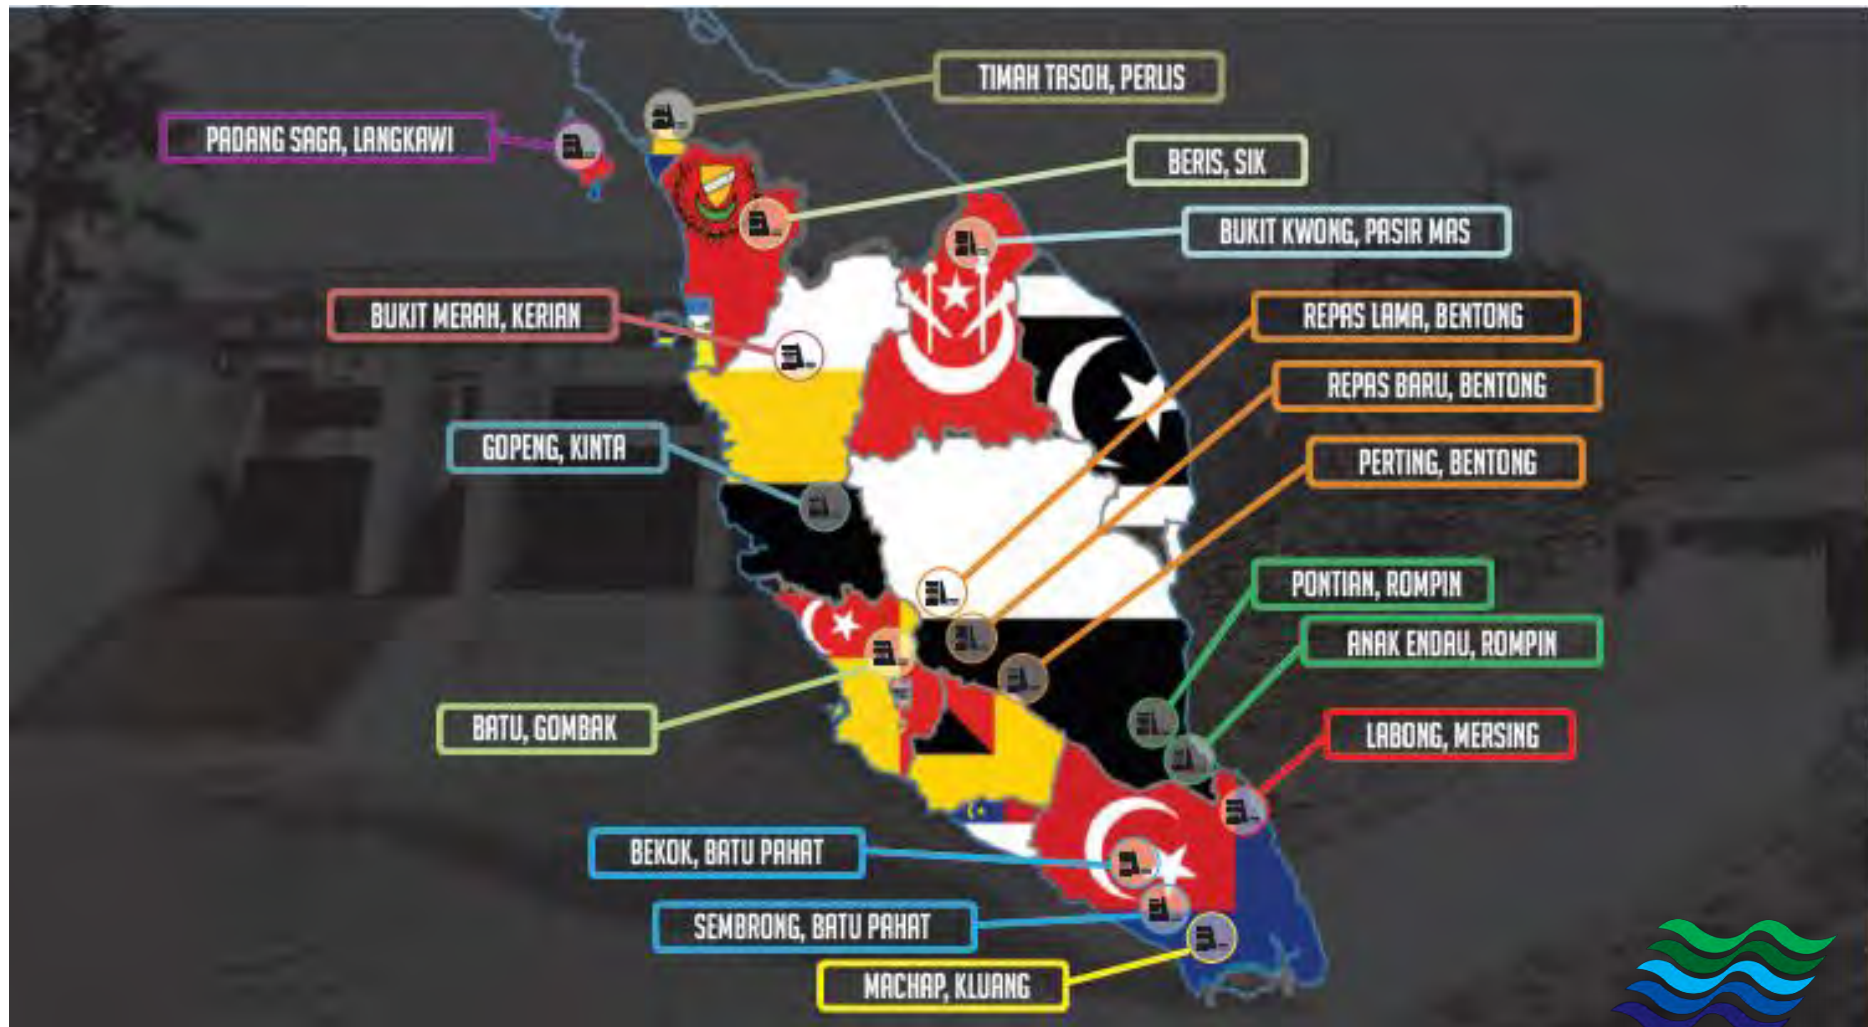 TIMAH TASOH, PERLIS
PADANG SAGA, LANGKAWI
BERIS, SIK
BUKIT KWONG, PASIR MAS
BUKIT MERAH, KERIAN
REPAS LAMA, BENTONG
REPAS BARU, BENTONG
GOPENG, KINTA
PERTING, BENTONG
PONTIAN, ROMPIN
ANAK ENDAU, ROMPIN
BATU, GOMBAK
LABONG, MERSING
BEKOK, BATU PAHAT
SEMBRONG, BATU PAHAT
MACHAP, KLUANG